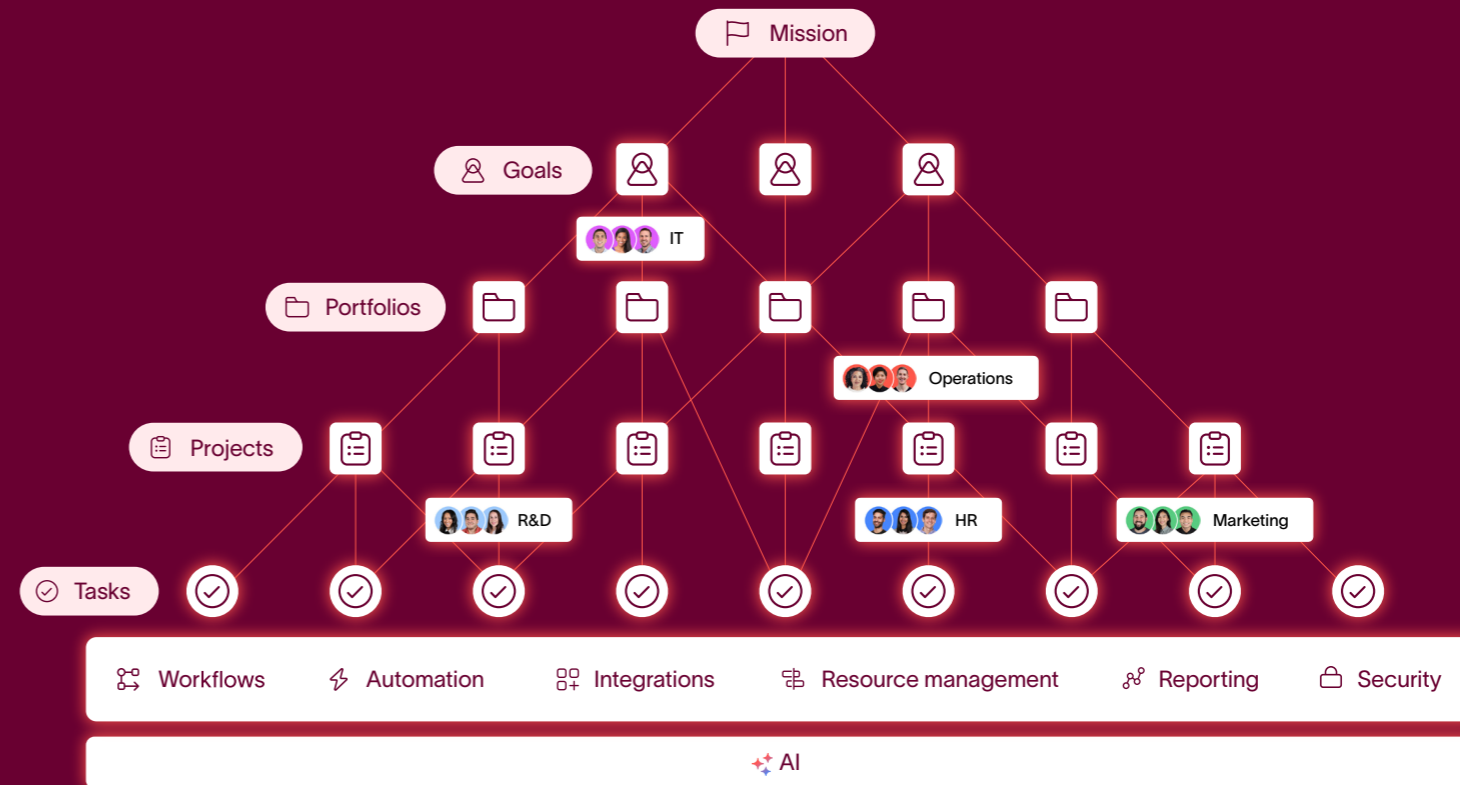 Mission
Goals
IT
Portfolios
Operations
Projects
R&D
HR
Marketing
Tasks
Workflows
Automation
Integrations
Resource management
Reporting
Security
AI